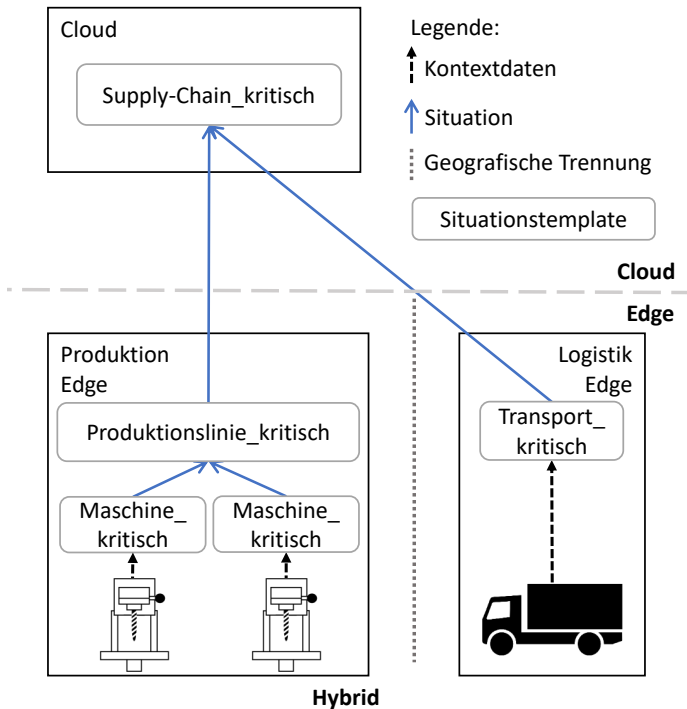 Cloud
Supply-Chain_kritisch
Legende:
Kontextdaten
Situation
Geografische Trennung
Situationstemplate
Cloud
Edge
Produktion
Edge
Produktionslinie_kritisch
Maschine_
kritisch
Maschine_
kritisch
Logistik
Edge
Transport_
kritisch
Hybrid